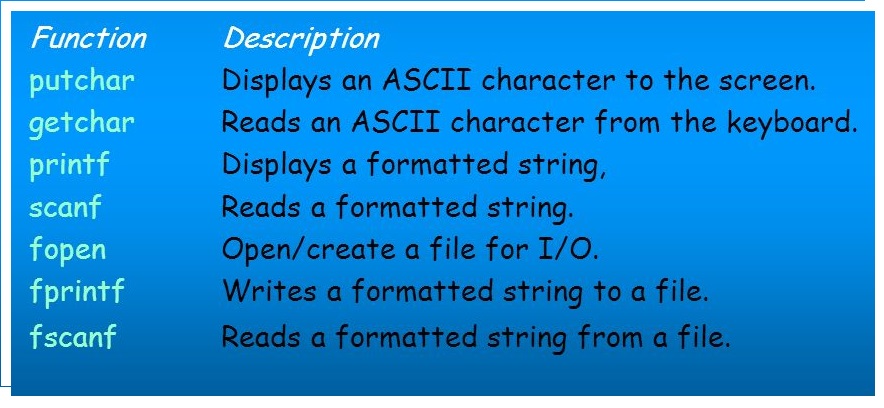 Function Description
putchar Displays an ASCII character to the screen.
getchar Reads an ASCII character from the keyboard.
printf Displays a formatted string,
scanf Reads a formatted string.
fopen Open/create a file for I/O.
fprintf Writes a formatted string to a file.
fscanf Reads a formatted string from a file.